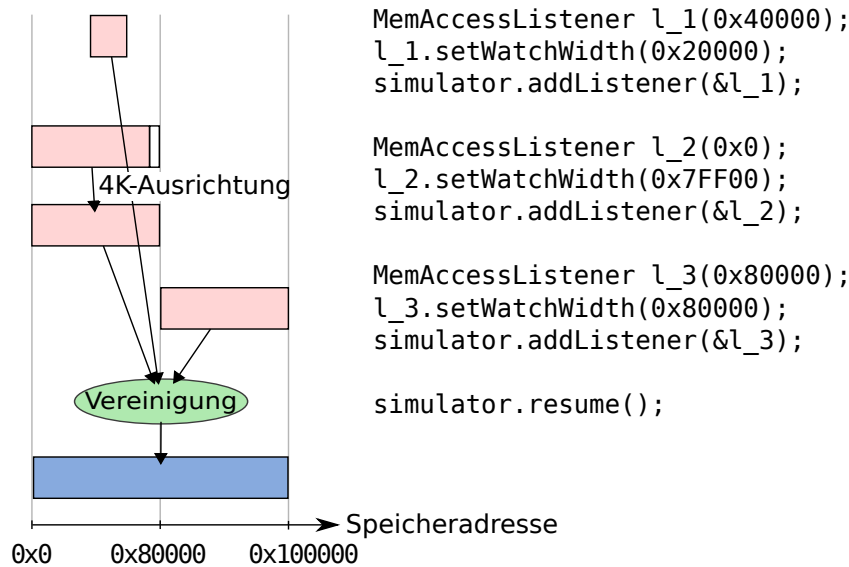 MemAccessListener l_1(0x40000);
l_1.setWatchWidth(0x20000);
simulator.addListener(&l_1);
MemAccessListener l_2(0x0);
l_2.setWatchWidth(0x7FF00);
simulator.addListener(&l_2);
4K-Ausrichtung
MemAccessListener l_3(0x80000);
l_3.setWatchWidth(0x80000);
simulator.addListener(&l_3);
Vereinigung
simulator.resume();
Speicheradresse
0x0 0x80000 0x100000